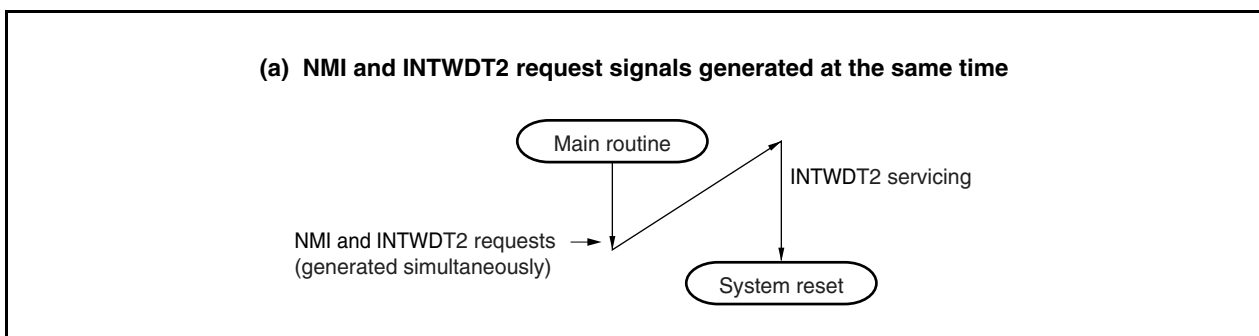 (a) NMI and INTWDT2 request signals generated at the same time
Main routine
INTWDT2 servicing
NMI and INTWDT2 requests
(generated simultaneously)
System reset